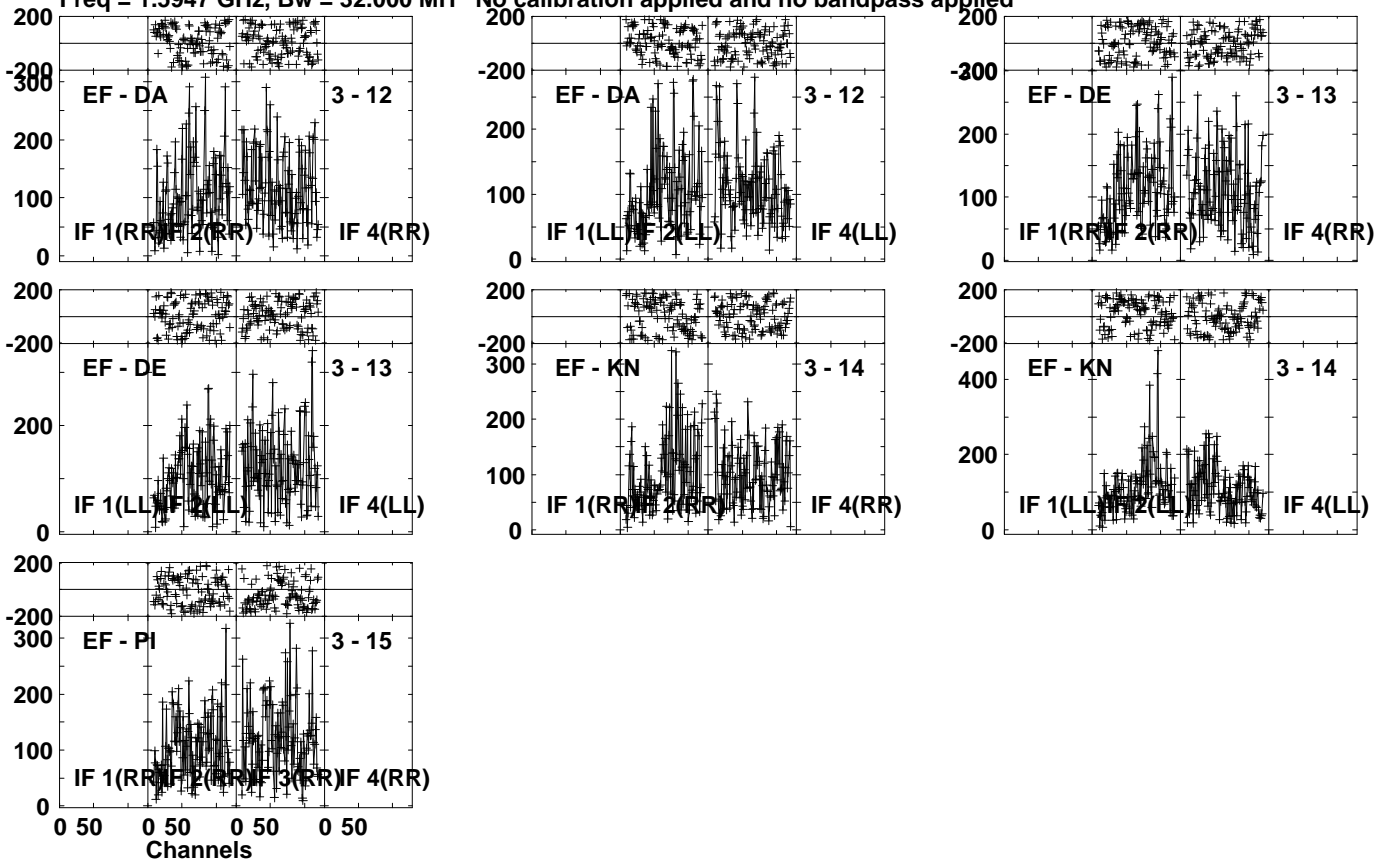 Freq = 1.5947 GHz, Bw = 32.000 MH No calibration applied and no bandpass applied
200
-200
300
200
100
0
EF - DA
3 - 12
IF 1(RR)
IF 2(RR)
IF 4(RR)
200
-200
200
100
0
EF - DA
3 - 12
IF 1(LL)
IF 2(LL)
IF 4(LL)
200
-200
300
200
100
0
EF - DE
3 - 13
IF 1(RR)
IF 2(RR)
IF 4(RR)
200
-200
200
0
EF - DE
3 - 13
IF 1(LL)
IF 2(LL)
IF 4(LL)
200
-200
300
200
100
0
EF - KN
3 - 14
IF 1(RR)
IF 2(RR)
IF 4(RR)
200
-200
400
200
0
EF - KN
3 - 14
IF 1(LL)
IF 2(LL)
IF 4(LL)
200
-200
300
200
100
0
EF - PI
3 - 15
IF 1(RR)
IF 2(RR)
IF 3(RR)
IF 4(RR)
0 50 0 50 0 50 0 50
Channels